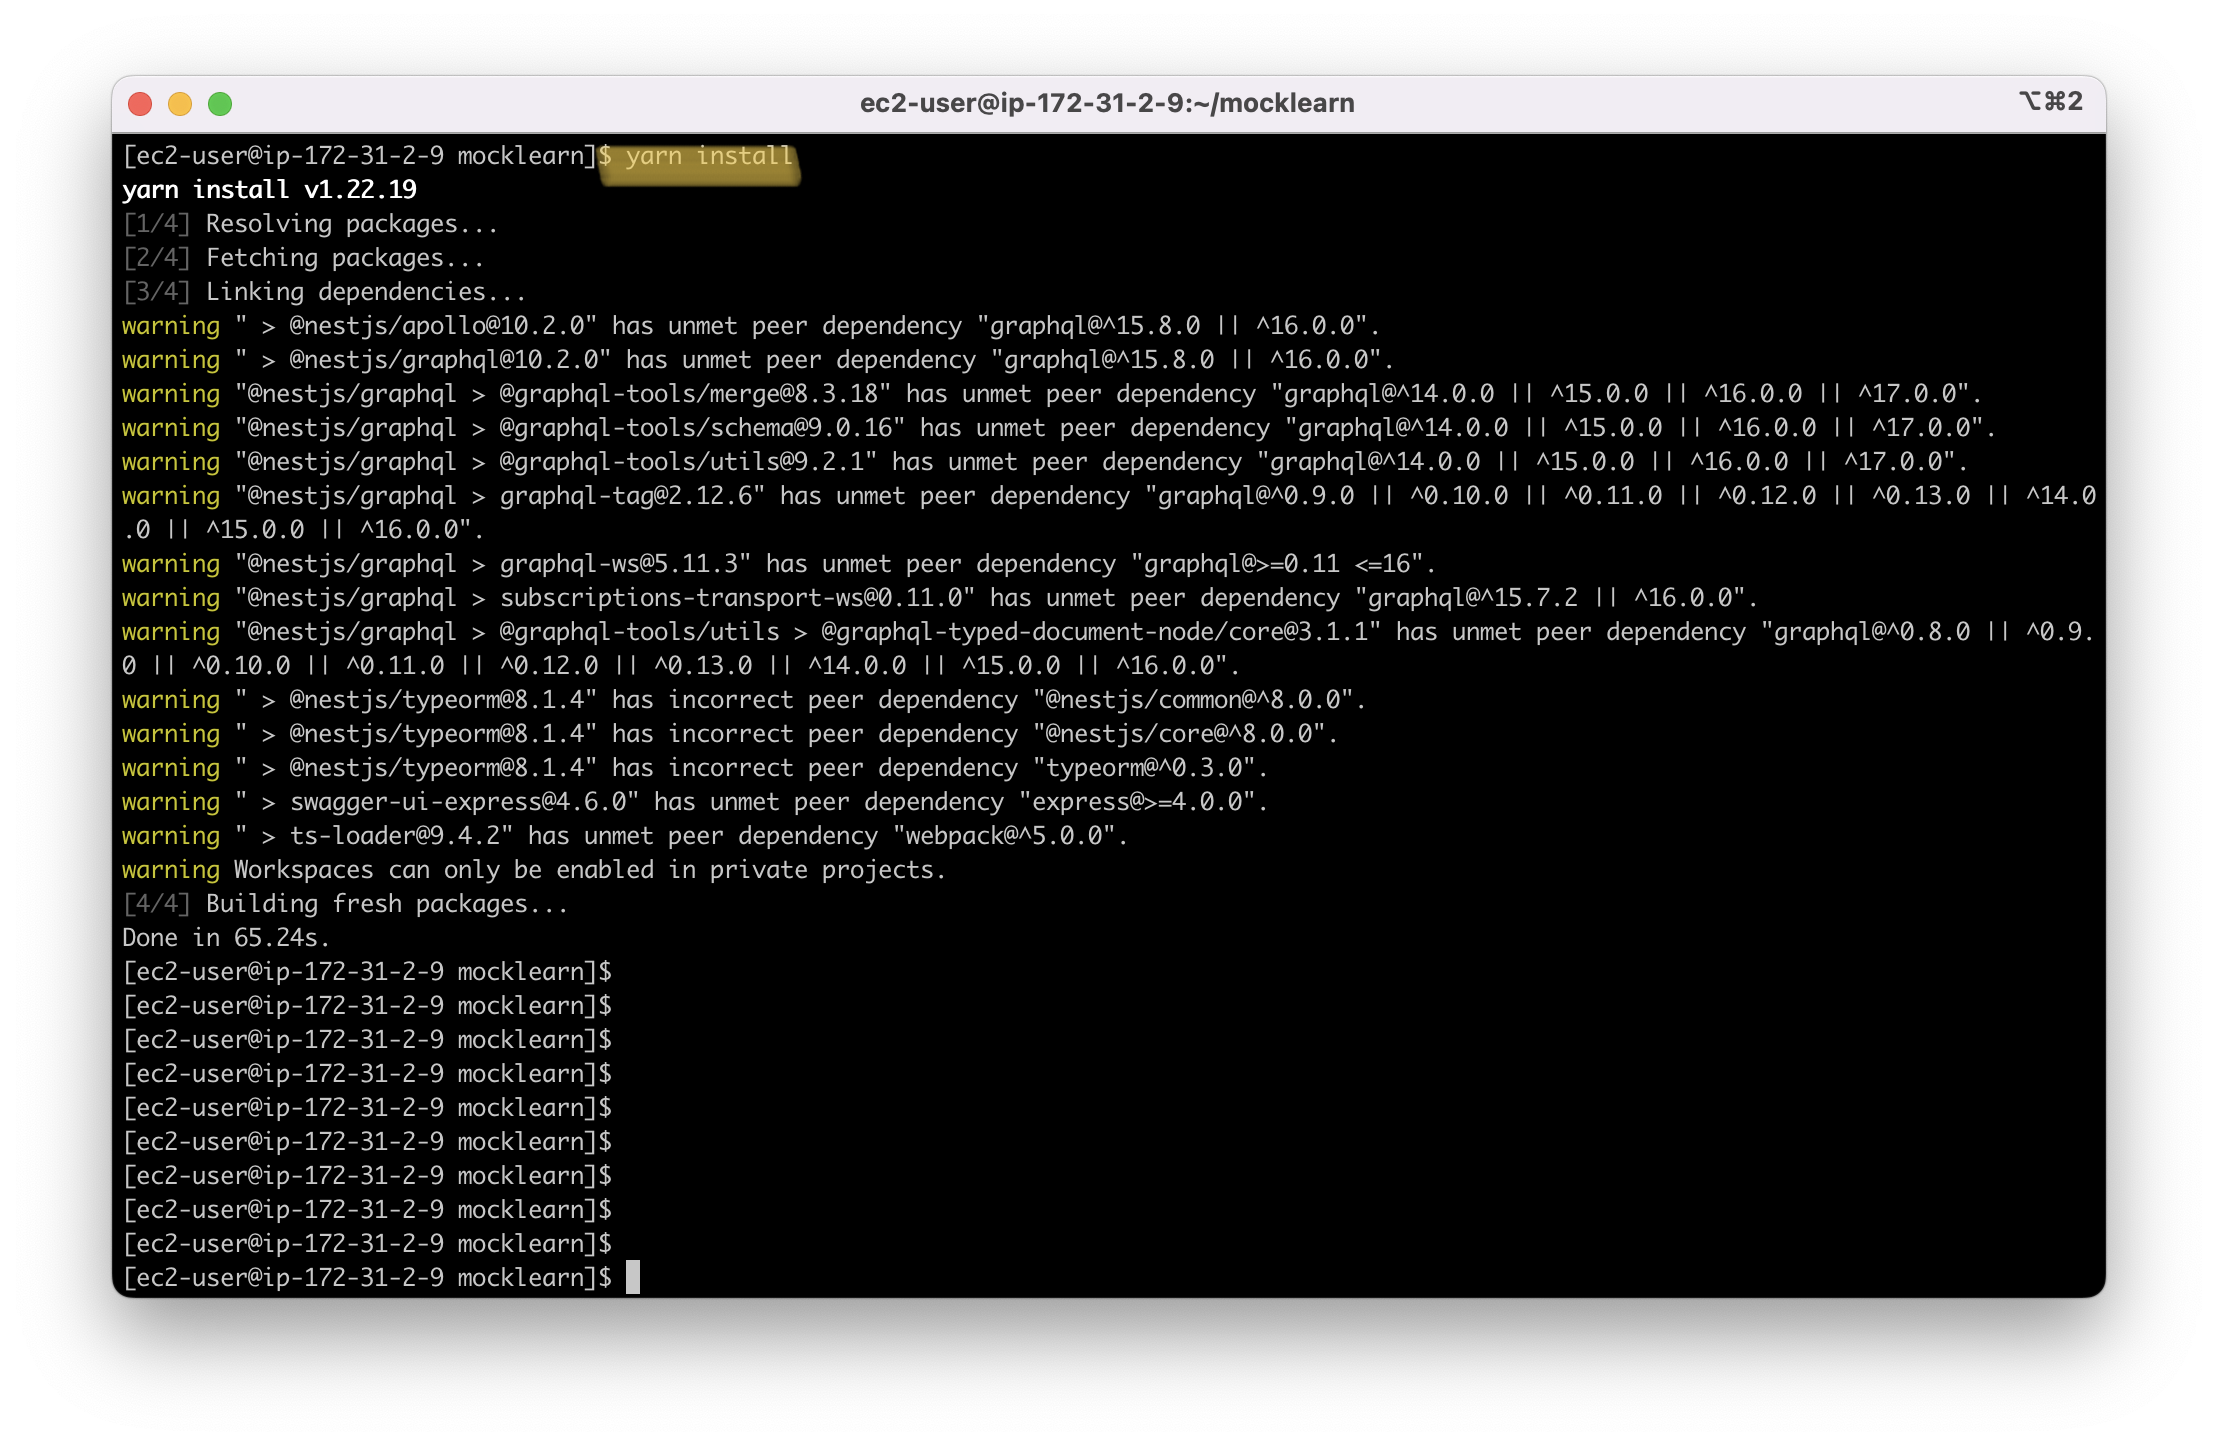 ec2-user@ip-172-31-2-9:~/mocklearn
⌥⌘2
[ec2-user@ip-172-31-2-9 mocklearn]$ yarn install
yarn install v1.22.19
[1/4] Resolving packages...
[2/4] Fetching packages...
[3/4] Linking dependencies...
warning " > @nestjs/apollo@10.2.0" has unmet peer dependency "graphql@^15.8.0 || ^16.0.0".
warning " > @nestjs/graphql@10.2.0" has unmet peer dependency "graphql@^15.8.0 || ^16.0.0".
warning "@nestjs/graphql > @graphql-tools/merge@8.3.18" has unmet peer dependency "graphql@^14.0.0 || ^15.0.0 || ^16.0.0 || ^17.0.0".
warning "@nestjs/graphql > @graphql-tools/schema@9.0.16" has unmet peer dependency "graphql@^14.0.0 || ^15.0.0 || ^16.0.0 || ^17.0.0".
warning "@nestjs/graphql > @graphql-tools/utils@9.2.1" has unmet peer dependency "graphql@^14.0.0 || ^15.0.0 || ^16.0.0 || ^17.0.0".
warning "@nestjs/graphql > graphql-tag@2.12.6" has unmet peer dependency "graphql@^0.9.0 || ^0.10.0 || ^0.11.0 || ^0.12.0 || ^0.13.0 || ^14.0
.0 || ^15.0.0 || ^16.0.0".
warning "@nestjs/graphql > graphql-ws@5.11.3" has unmet peer dependency "graphql@>=0.11 <=16".
warning "@nestjs/graphql > subscriptions-transport-ws@0.11.0" has unmet peer dependency "graphql@^15.7.2 || ^16.0.0".
warning "@nestjs/graphql > @graphql-tools/utils > @graphql-typed-document-node/core@3.1.1" has unmet peer dependency "graphql@^0.8.0 || ^0.9.
0 || ^0.10.0 || ^0.11.0 || ^0.12.0 || ^0.13.0 || ^14.0.0 || ^15.0.0 || ^16.0.0".
warning " > @nestjs/typeorm@8.1.4" has incorrect peer dependency "@nestjs/common@^8.0.0".
warning " > @nestjs/typeorm@8.1.4" has incorrect peer dependency "@nestjs/core@^8.0.0".
warning " > @nestjs/typeorm@8.1.4" has incorrect peer dependency "typeorm@^0.3.0".
warning " > swagger-ui-express@4.6.0" has unmet peer dependency "express@>=4.0.0".
warning " > ts-loader@9.4.2" has unmet peer dependency "webpack@^5.0.0".
warning Workspaces can only be enabled in private projects.
[4/4] Building fresh packages...
Done in 65.24s.
[ec2-user@ip-172-31-2-9 mocklearn]$
[ec2-user@ip-172-31-2-9 mocklearn]$
[ec2-user@ip-172-31-2-9 mocklearn]$
[ec2-user@ip-172-31-2-9 mocklearn]$
[ec2-user@ip-172-31-2-9 mocklearn]$
[ec2-user@ip-172-31-2-9 mocklearn]$
[ec2-user@ip-172-31-2-9 mocklearn]$
[ec2-user@ip-172-31-2-9 mocklearn]$
[ec2-user@ip-172-31-2-9 mocklearn]$
[ec2-user@ip-172-31-2-9 mocklearn]$